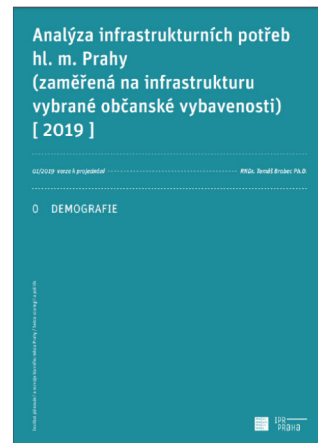 Analýza infrastrukturních potřeb
hl. m. Prahy
(zaměřená na infrastrukturu
vybrané občanské vybavenosti)
[ 2019 ]
01/2019 verze k projednání RNDr. Tomáš Brabec Ph.D.
0 DEMOGRAFIE
IPR
PRAHA